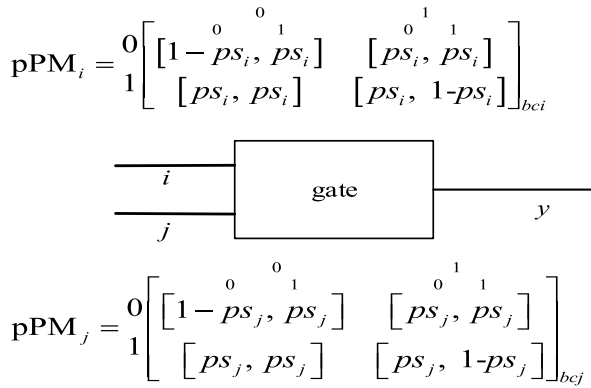 0 1
0 1 0 1
pPM_i = 0 [1 − ps_i, ps_i] [ps_i, ps_i]
1 [ps_i, ps_i] [ps_i, 1-ps_i] bci
i
gate
j
y
0 1
0 1 0 1
pPM_j = 0 [1 − ps_j, ps_j] [ps_j, ps_j]
1 [ps_j, ps_j] [ps_j, 1-ps_j] bcj